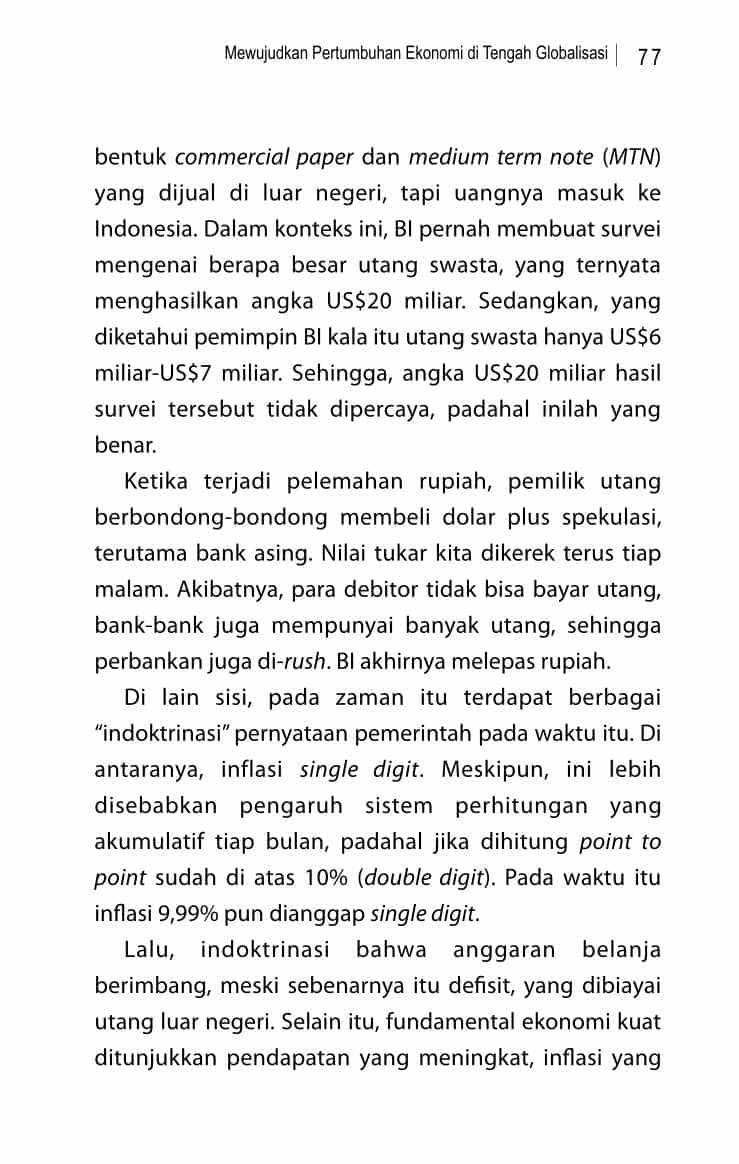 Mewujudkan Pertumbuhan Ekonomi di Tengah Globalisasi | 77
bentuk commercial paper dan medium term note (MTN)
yang dijual di luar negeri, tapi uangnya masuk ke
Indonesia. Dalam konteks ini, BI pernah membuat survei
mengenai berapa besar utang swasta, yang ternyata
menghasilkan angka US$20 miliar. Sedangkan, yang
diketahui pemimpin BI kala itu utang swasta hanya US$6
miliar-US$7 miliar. Sehingga, angka US$20 miliar hasil
survei tersebut tidak dipercaya, padahal inilah yang
benar.
Ketika terjadi pelemahan rupiah, pemilik utang
berbondong-bondong membeli dolar plus spekulasi,
terutama bank asing. Nilai tukar kita dikerek terus tiap
malam. Akibatnya, para debitor tidak bisa bayar utang,
bank-bank juga mempunyai banyak utang, sehingga
perbankan juga di-rush. BI akhirnya melepas rupiah.
Di lain sisi, pada zaman itu terdapat berbagai
“indoktrinasi” pernyataan pemerintah pada waktu itu. Di
antaranya, inflasi single digit. Meskipun, ini lebih
disebabkan pengaruh sistem perhitungan yang
akumulatif tiap bulan, padahal jika dihitung point to
point sudah di atas 10% (double digit). Pada waktu itu
inflasi 9,99% pun dianggap single digit.
Lalu, indoktrinasi bahwa anggaran belanja
berimbang, meski sebenarnya itu defisit, yang dibiayai
utang luar negeri. Selain itu, fundamental ekonomi kuat
ditunjukkan pendapatan yang meningkat, inflasi yang